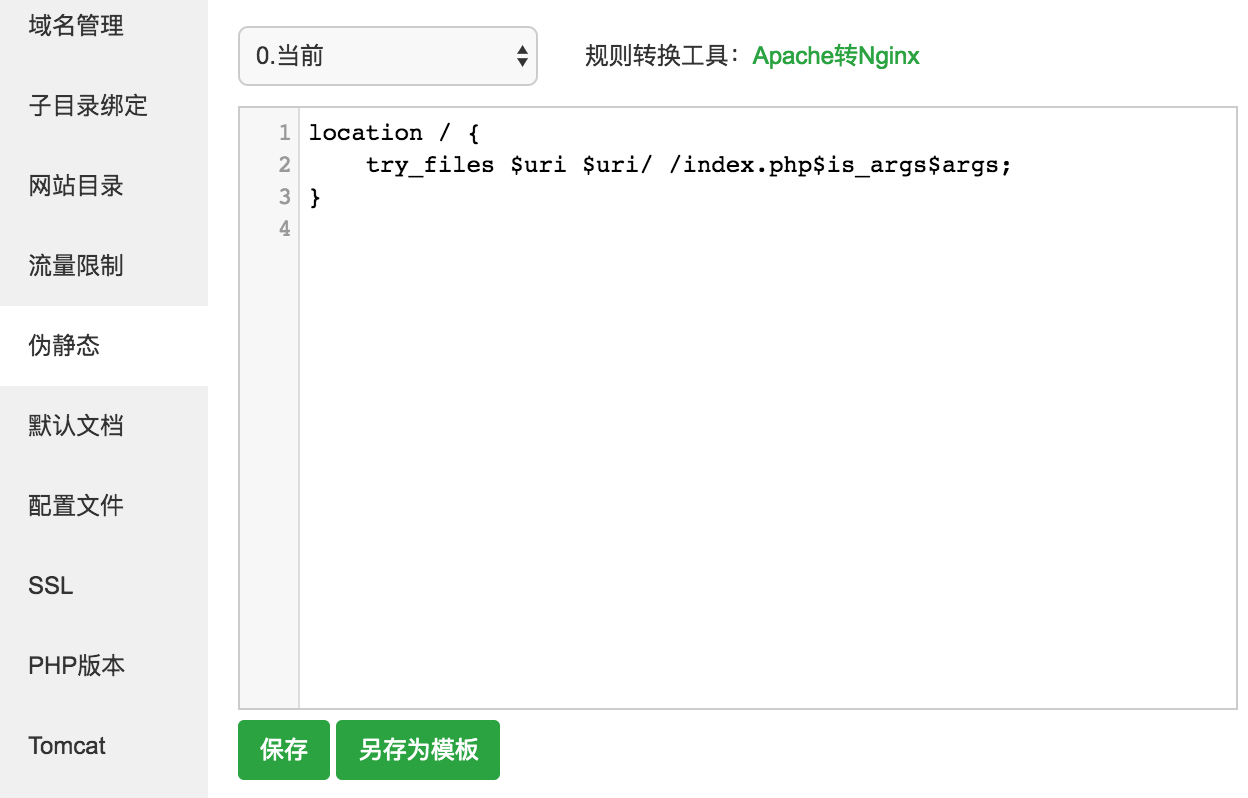 域名管理
子目录绑定
网站目录
流量限制
伪静态
默认文档
配置文件
SSL
PHP版本
Tomcat
0.当前
规则转换工具：Apache转Nginx
1 location / {
2     try_files $uri $uri/ /index.php$is_args$args;
3 }
4
保存
另存为模板